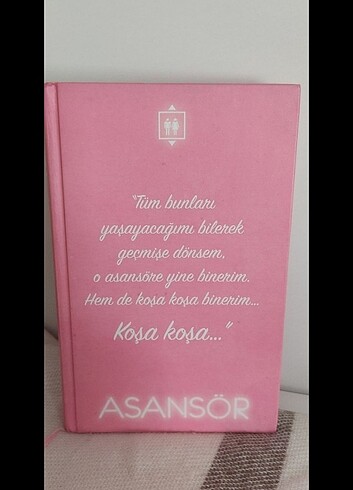 "Tüm bunları
yaşayacağımı bilerek
geçmişe dönsem,
o asansöre yine binerim.
Hem de koşa koşa binerim...
Koşa koşa..."
ASANSÖR